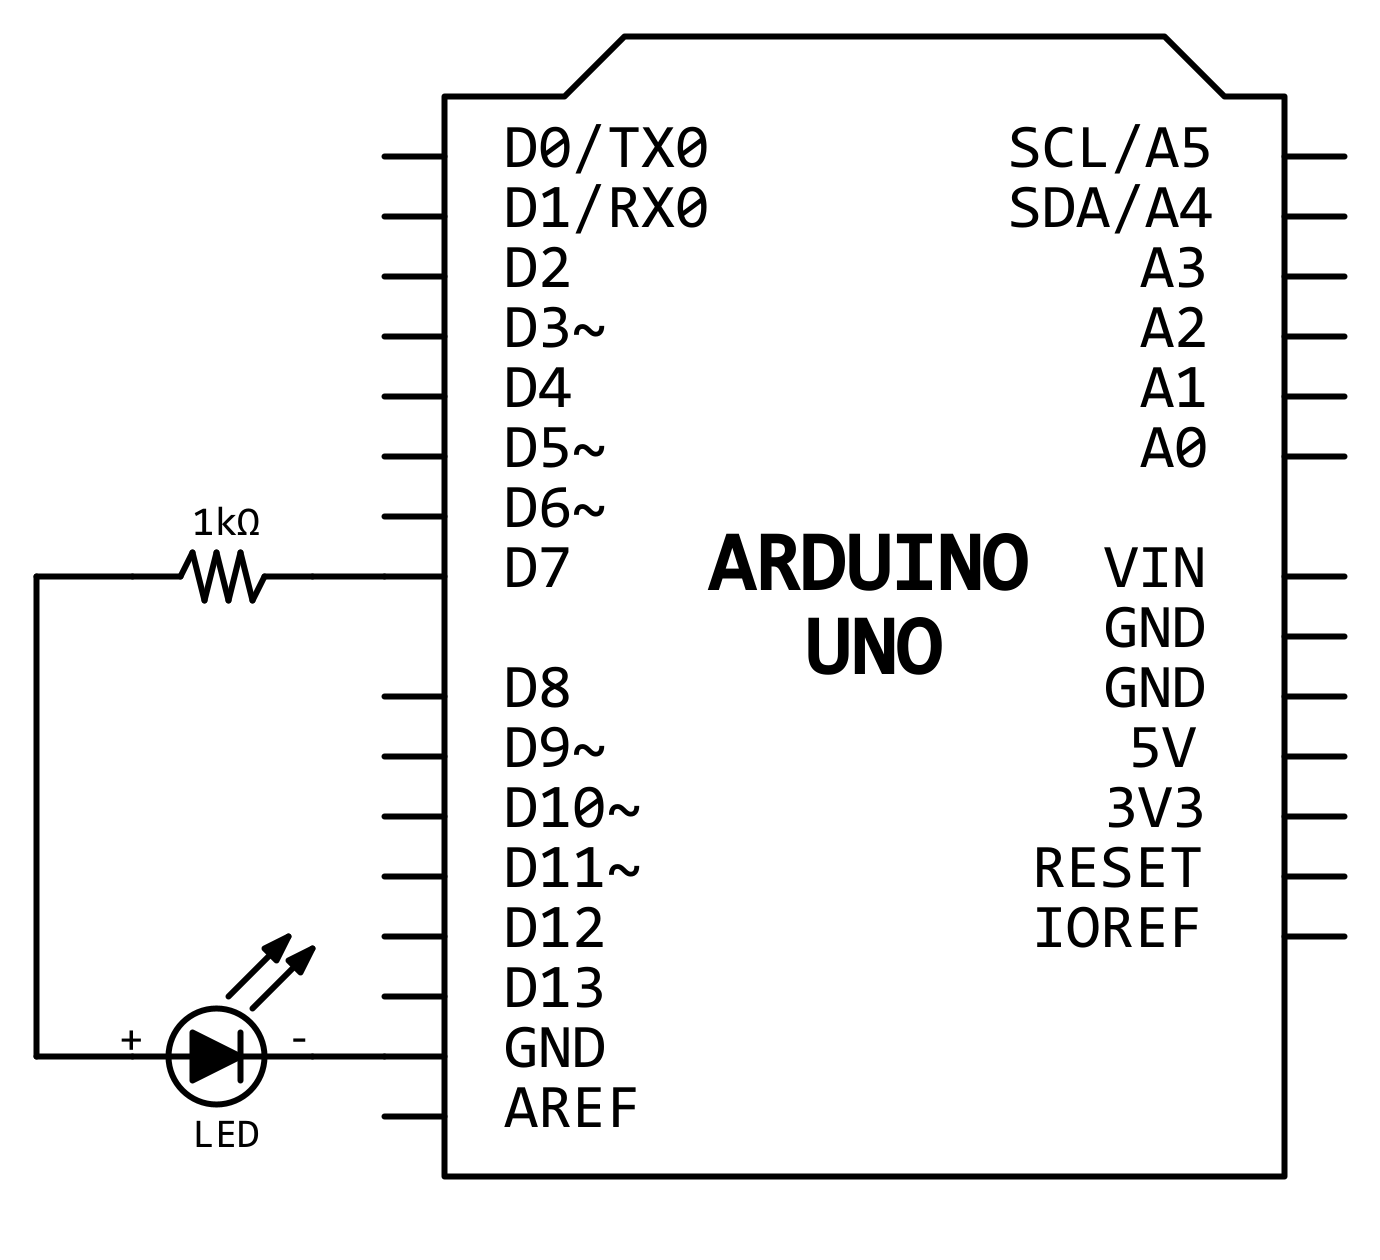 D0/TX0
D1/RX0
D2
D3~
D4
D5~
D6~
D7
D8
D9~
D10~
D11~
D12
D13
GND
AREF
ARDUINO
UNO
SCL/A5
SDA/A4
A3
A2
A1
A0
VIN
GND
GND
5V
3V3
RESET
IOREF
1kΩ
+ -
LED